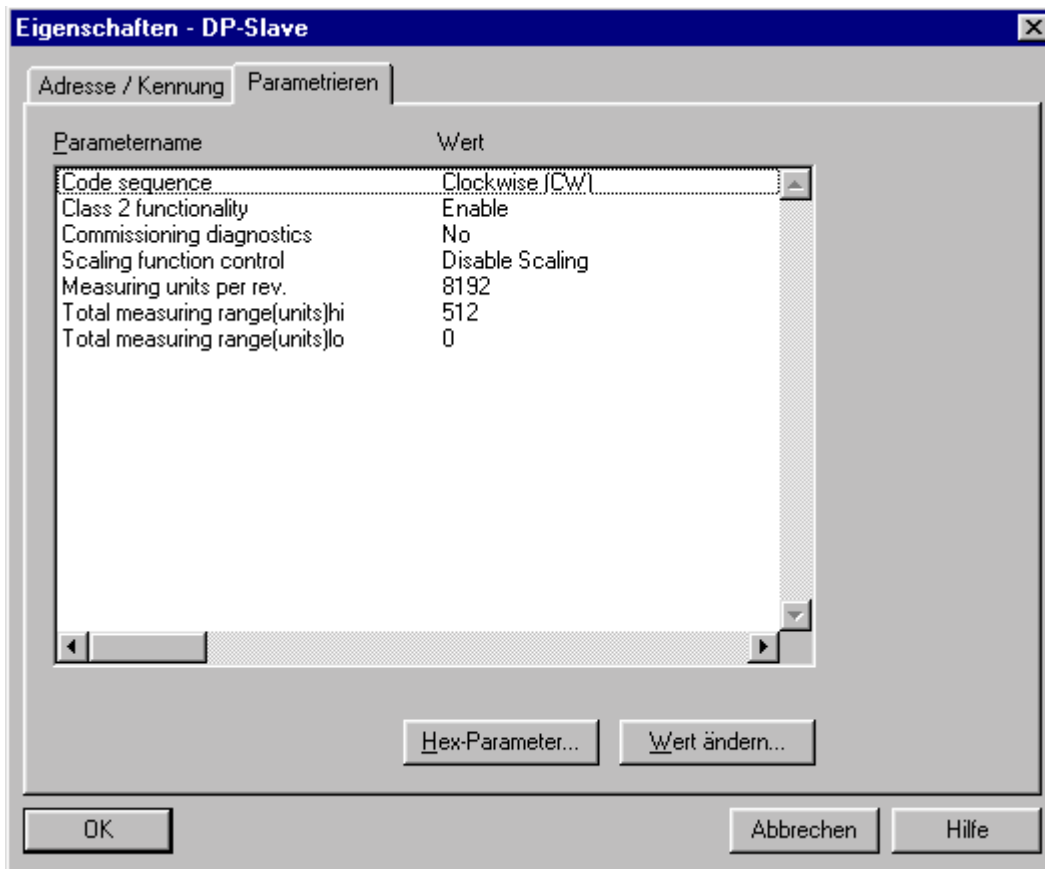 Eigenschaften - DP-Slave
Adresse / Kennung Parametrieren
Parametername Wert
Code sequence Clockwise (CW)
Class 2 functionality Enable
Commissioning diagnostics No
Scaling function control Disable Scaling
Measuring units per rev. 8192
Total measuring range(units)hi 512
Total measuring range(units)lo 0
Hex-Parameter... Wert ändern...
OK Abbrechen Hilfe